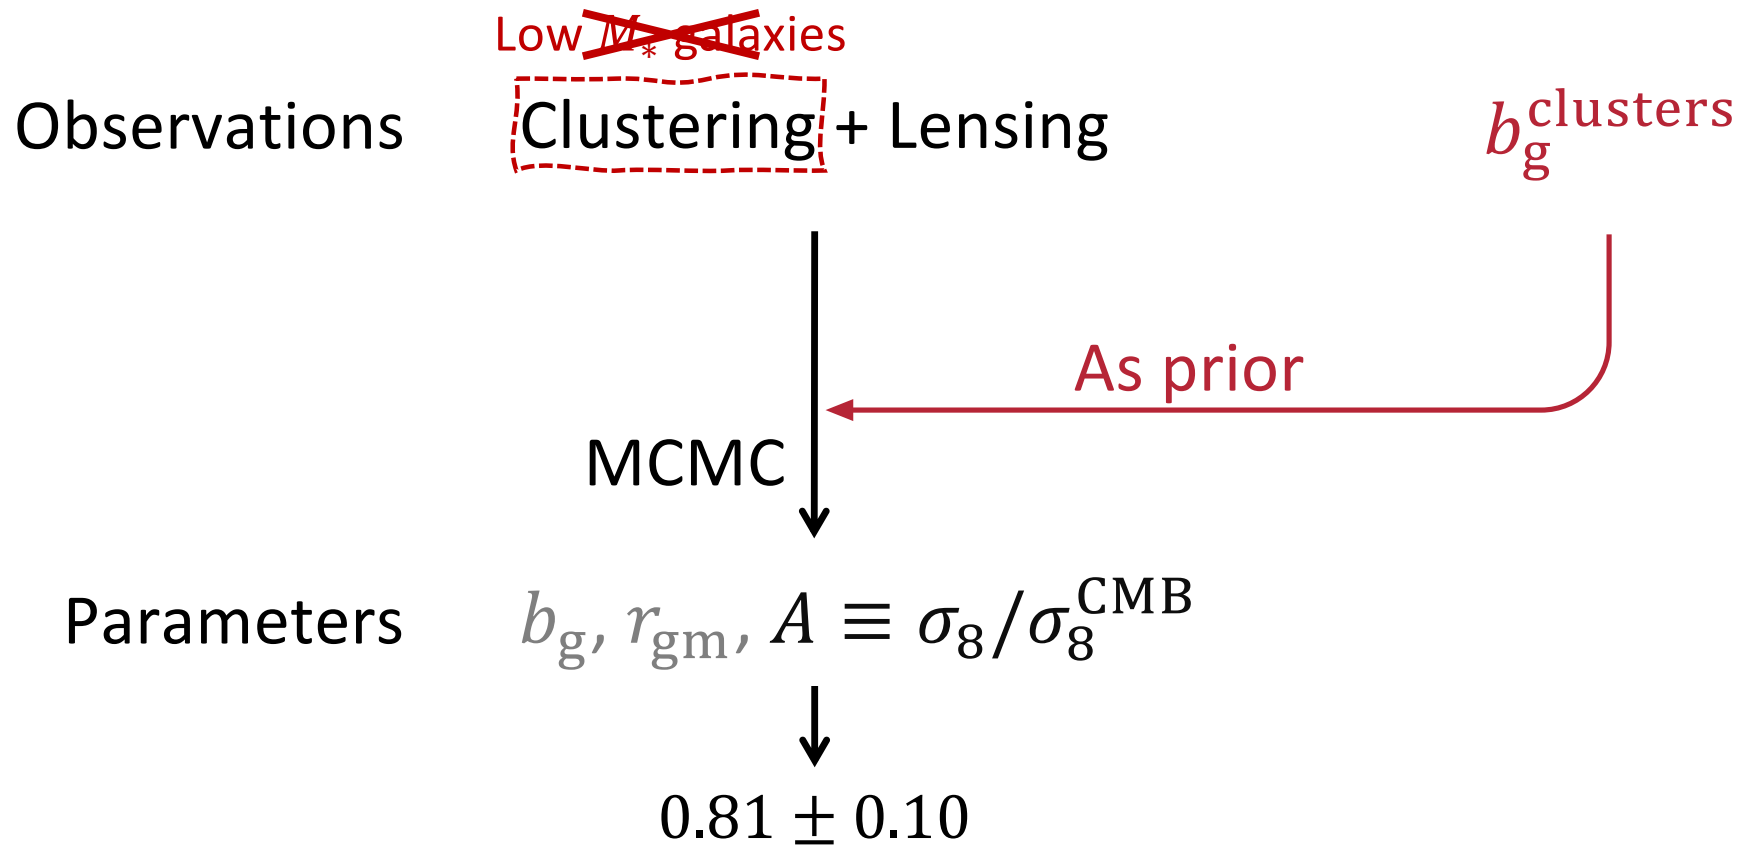 Low M* galaxies
Observations Clustering + Lensing b_g^clusters
As prior
MCMC
Parameters b_g, r_gm, A ≡ σ_8/σ_8^CMB
0.81 ± 0.10